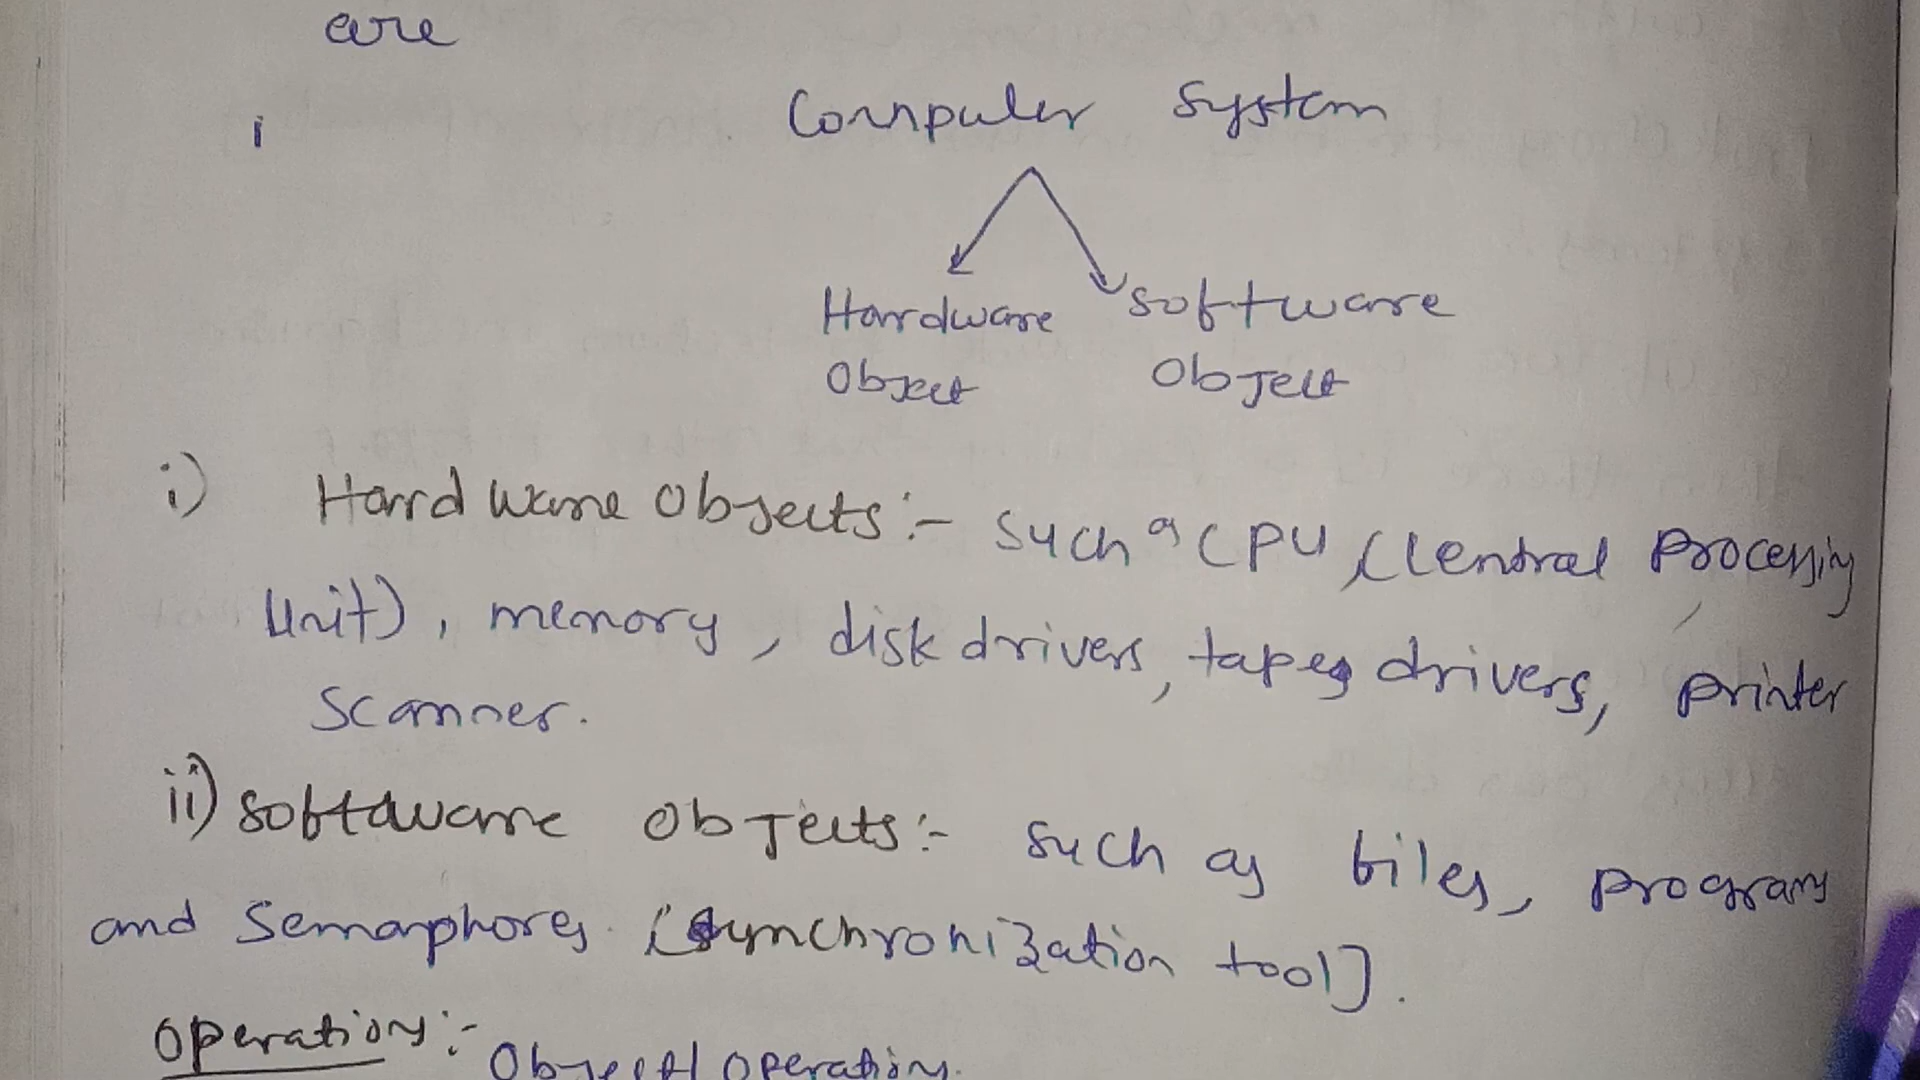 are
i Computer System
Hardware Software
Object Object
i) Hardware Objects :- Such as CPU, (Central Processing
Unit), memory, disk drivers, tapes drivers, printer
Scanner.
ii) Software Objects :- Such as files, programs
and Semaphores. (Synchronization tool].
Operations :- Object operations.